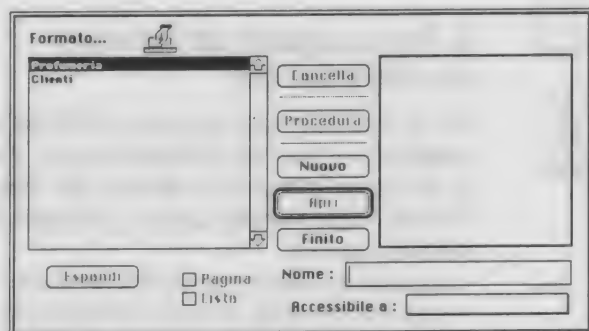 Formato...
Profumeria
Clienti
Cancella
Procedura
Nuovo
Apri
Finito
Espandi
Pagina
Lista
Nome :
Accessibile a :